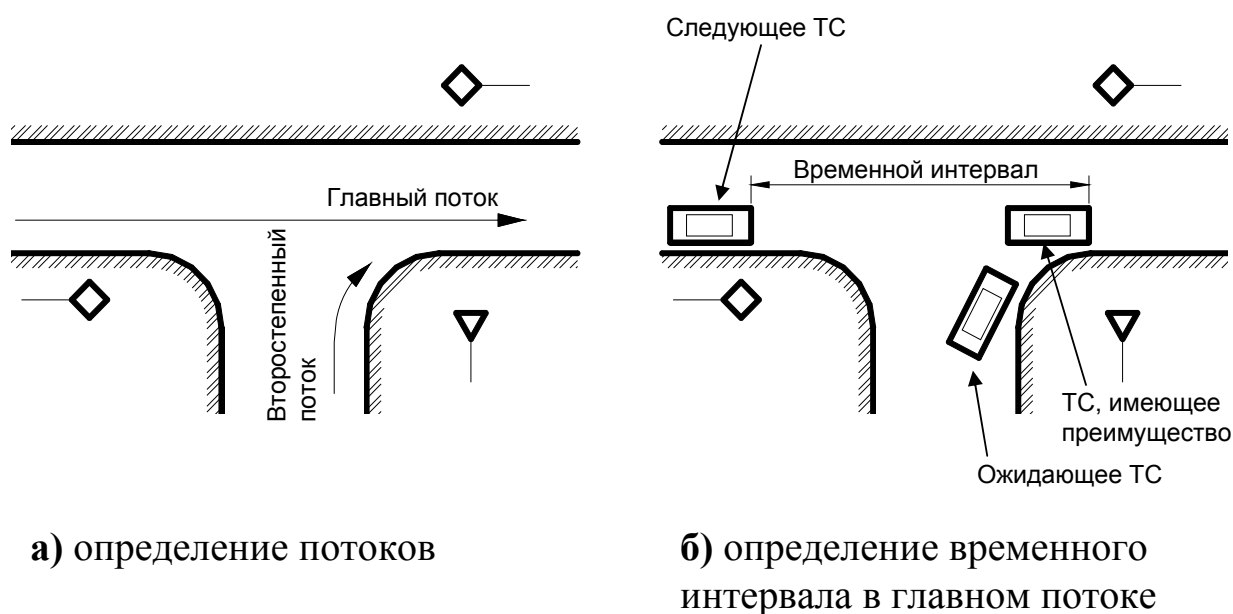 Главный поток
Второстепенный
поток
а) определение потоков
Следующее ТС
Временной интервал
ТС, имеющее
преимущество
Ожидающее ТС
б) определение временного
интервала в главном потоке